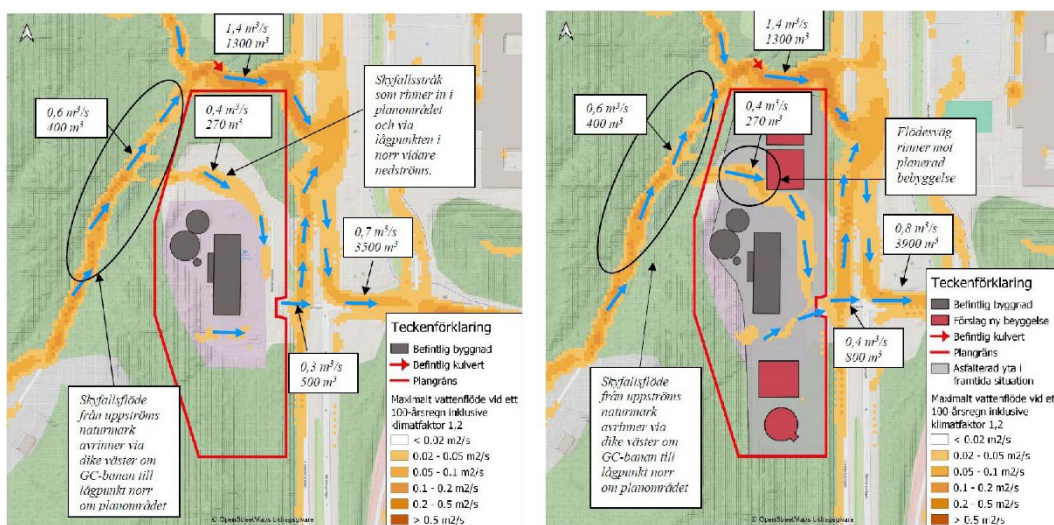 1,4 m³/s
1300 m³
0,6 m³/s
400 m³
0,4 m³/s
270 m³
Skyfallsstråk
som rinner in i
planområdet
och via
lågpunkten i
norr vidare
nedströms.
0,7 m³/s
3500 m³
0,3 m³/s
500 m³
Skyfallsflöde
från uppströms
naturmark
avrinner via
dike väster om
GC-banan till
lågpunkt norr
om planområdet
Teckenförklaring
Befintlig byggnad
Befintlig kulvert
Plangräns
Maximalt vattenflöde vid ett
100-årsregn inklusive
klimatfaktor 1,2
< 0.02 m2/s
0.02 - 0.05 m2/s
0.05 - 0.1 m2/s
0.1 - 0.2 m2/s
0.2 - 0.5 m2/s
> 0.5 m2/s
© OpenStreetMaps bidragsgivare
1,4 m³/s
1300 m³
0,6 m³/s
400 m³
0,4 m³/s
270 m³
Flödesväg
rinner mot
planerad
bebyggelse
0,8 m³/s
3900 m³
0,4 m³/s
800 m³
Skyfallsflöde
från uppströms
naturmark
avrinner via
dike väster om
GC-banan till
lågpunkt norr
om planområdet
Teckenförklaring
Befintlig byggnad
Förslag ny beyggelse
Befintlig kulvert
Plangräns
Asfalterad yta i
framtida situation
Maximalt vattenflöde vid ett
100-årsregn inklusive
klimatfaktor 1,2
< 0.02 m2/s
0.02 - 0.05 m2/s
0.05 - 0.1 m2/s
0.1 - 0.2 m2/s
0.2 - 0.5 m2/s
> 0.5 m2/s
© OpenStreetMaps bidragsgivare